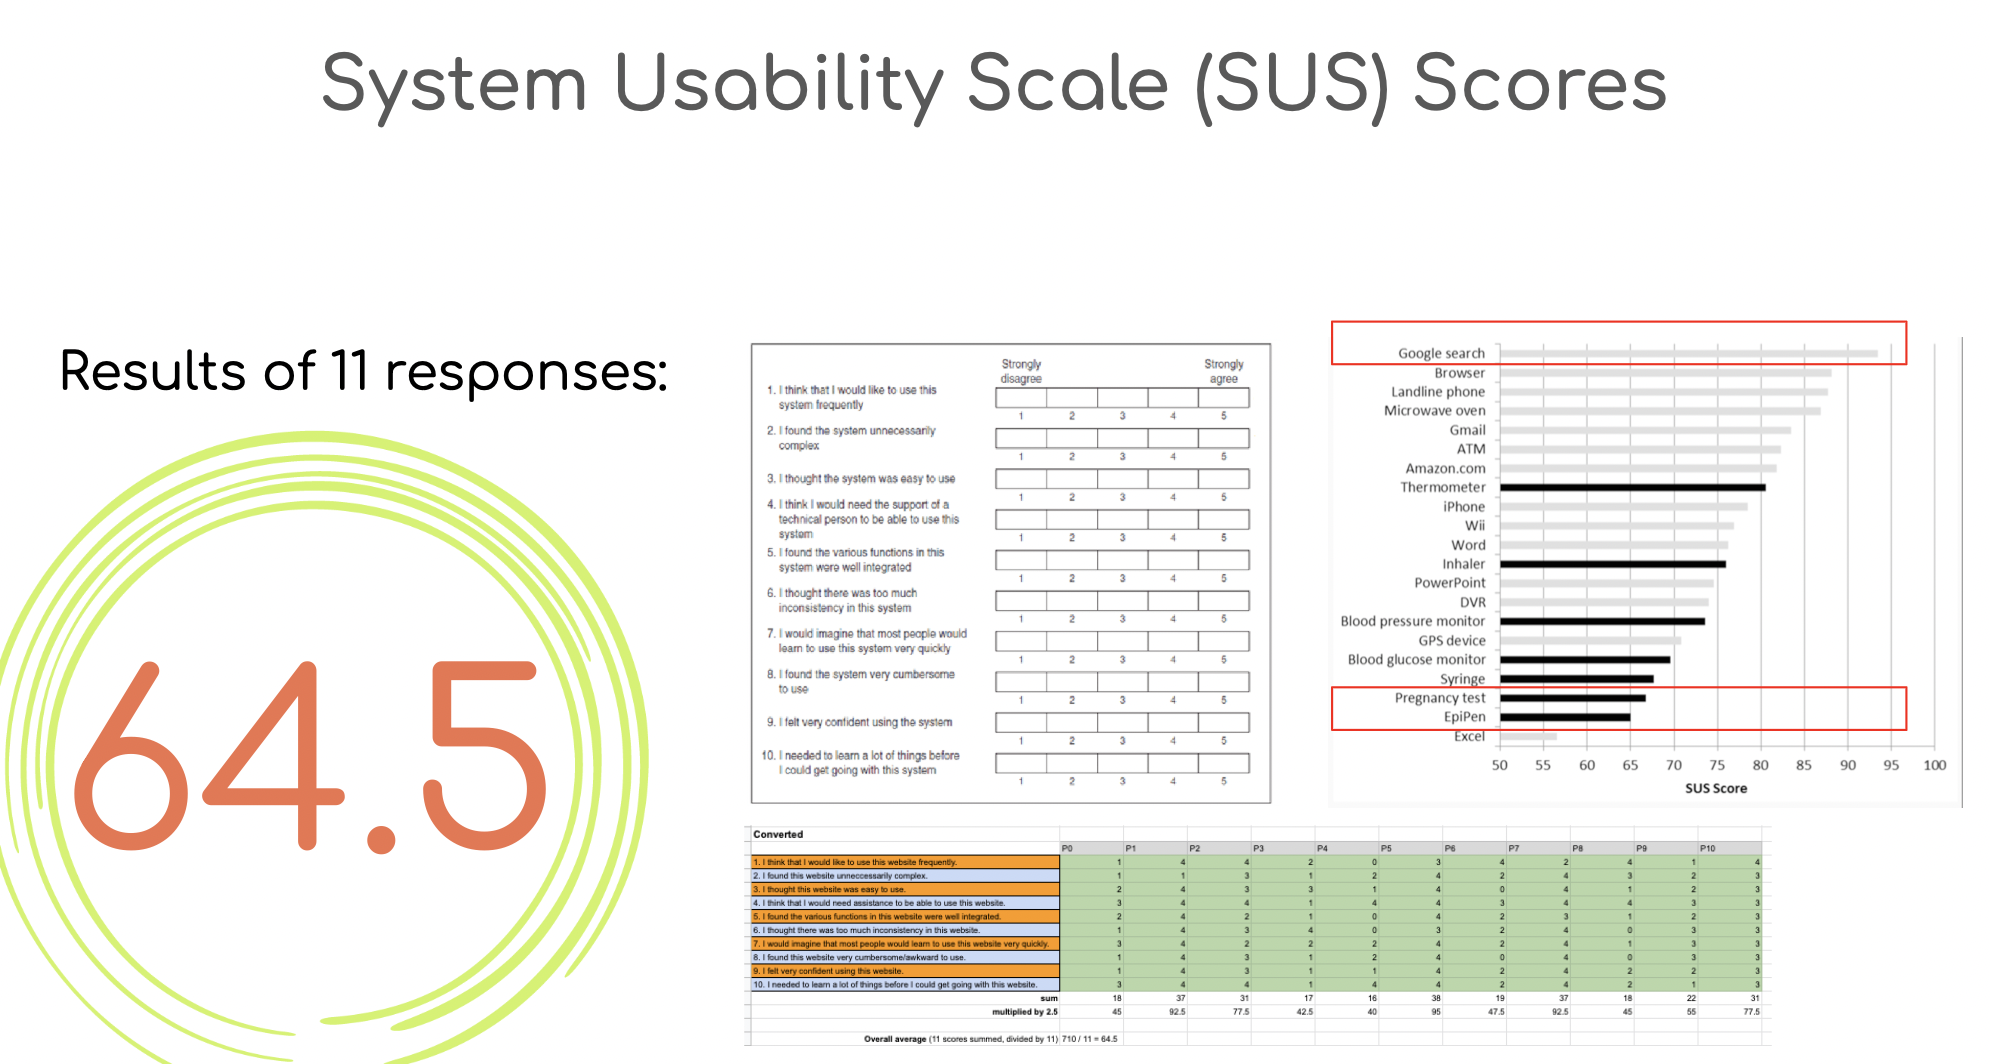 System Usability Scale (SUS) Scores
Results of 11 responses:
64.5
Strongly disagree
Strongly agree
1. I think that I would like to use this
system frequently
1 2 3 4 5
2. I found the system unnecessarily
complex
1 2 3 4 5
3. I thought the system was easy to use
1 2 3 4 5
4. I think I would need the support of a
technical person to be able to use this
system
1 2 3 4 5
5. I found the various functions in this
system were well integrated
1 2 3 4 5
6. I thought there was too much
inconsistency in this system
1 2 3 4 5
7. I would imagine that most people would
learn to use this system very quickly
1 2 3 4 5
8. I found the system very cumbersome
to use
1 2 3 4 5
9. I felt very confident using the system
1 2 3 4 5
10. I needed to learn a lot of things before
I could get going with this system
1 2 3 4 5
Google search
Browser
Landline phone
Microwave oven
Gmail
ATM
Amazon.com
Thermometer
iPhone
Wii
Word
Inhaler
PowerPoint
DVR
Blood pressure monitor
GPS device
Blood glucose monitor
Syringe
Pregnancy test
EpiPen
Excel
50 55 60 65 70 75 80 85 90 95 100
SUS Score
Converted
P0 P1 P2 P3 P4 P5 P6 P7 P8 P9 P10
1. I think that I would like to use this website frequently. 1 4 4 2 0 3 4 2 4 1 4
2. I found this website unneccessarily complex. 1 1 3 1 2 4 2 4 3 2 3
3. I thought this website was easy to use. 2 4 3 3 1 4 0 4 1 2 3
4. I think that I would need assistance to be able to use this website. 3 4 4 1 4 4 3 4 4 3 3
5. I found the various functions in this website were well integrated. 2 4 2 1 0 4 2 3 1 2 3
6. I thought there was too much inconsistency in this website. 1 4 3 4 0 3 2 4 0 3 3
7. I would imagine that most people would learn to use this website very quickly. 3 4 2 2 2 4 2 4 1 3 3
8. I found this website very cumbersome/awkward to use. 1 4 3 1 2 4 0 4 0 3 3
9. I felt very confident using this website. 1 4 3 1 1 4 2 4 2 2 3
10. I needed to learn a lot of things before I could get going with this website. 3 4 4 1 4 4 2 4 2 1 3
sum 18 37 31 17 16 38 19 37 18 22 31
multiplied by 2.5 45 92.5 77.5 42.5 40 95 47.5 92.5 45 55 77.5
Overall average (11 scores summed, divided by 11) 710 / 11 = 64.5